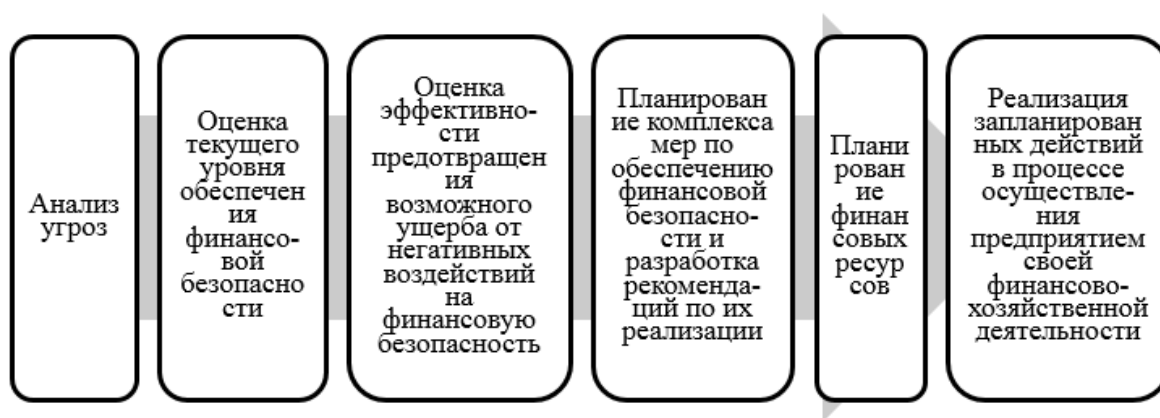 Анализ
угроз
Оценка
текущего
уровня
обеспечен
ия
финансо-
вой
безопасно
сти
Оценка
эффективно-
сти
предотвращен
ия
возможного
ущерба от
негативных
воздействий
на
финансовую
безопасность
Планирован
ие комплекса
мер по
обеспечению
финансовой
безопасно-
сти и
разработка
рекоменда-
ций по их
реализации
Плани
рован
ие
финан
совых
ресур
сов
Реализация
запланирован
ных действий
в процессе
осуществле-
ния
предприятием
своей
финансово-
хозяйственной
деятельности